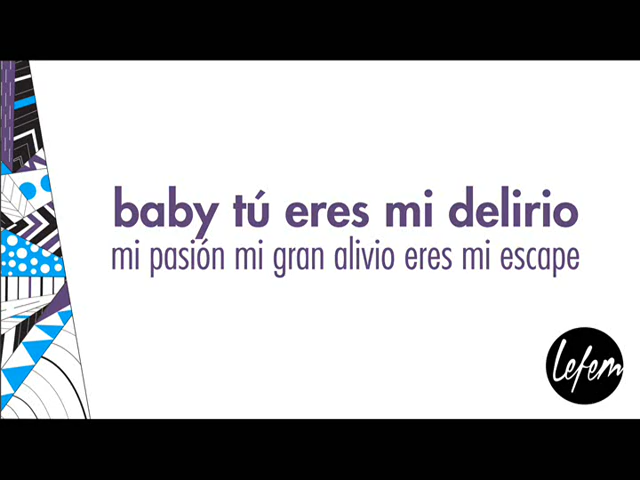 baby tú eres mi delirio
mi pasión mi gran alivio eres mi escape
Lefem